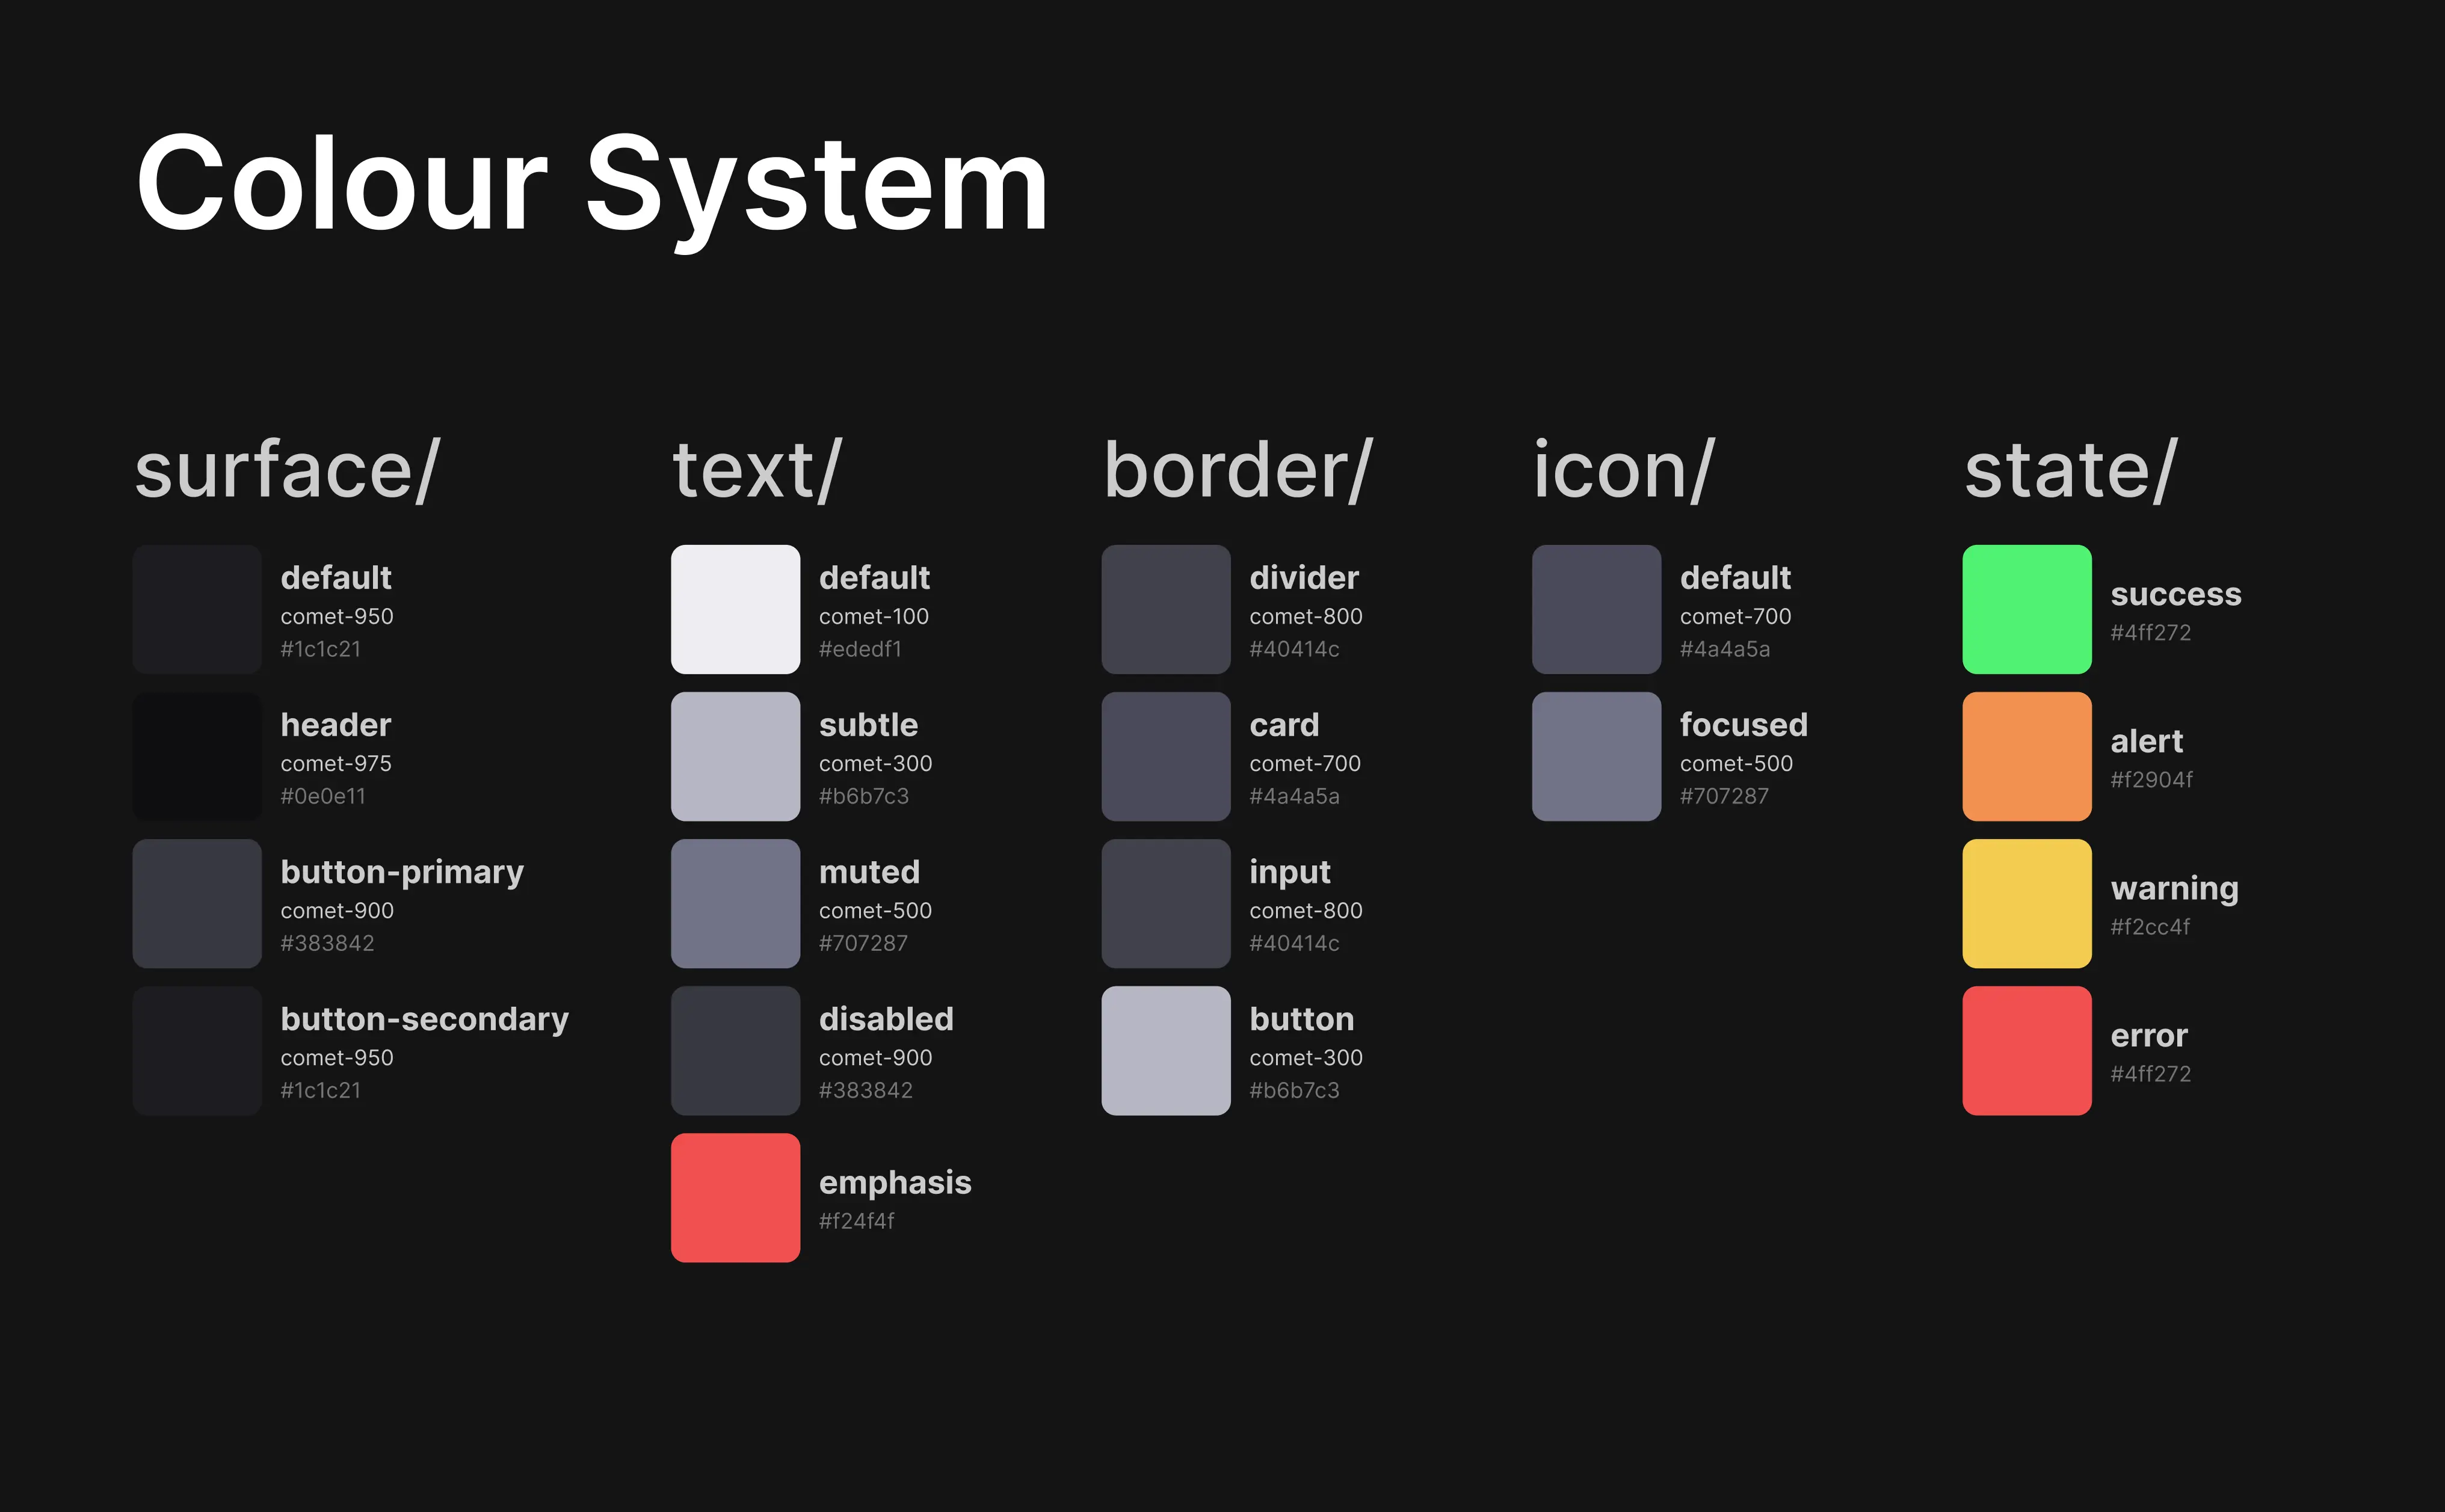 Colour System
surface/
default
comet-950
#1c1c21
header
comet-975
#0e0e11
button-primary
comet-900
#383842
button-secondary
comet-950
#1c1c21
text/
default
comet-100
#ededf1
subtle
comet-300
#b6b7c3
muted
comet-500
#707287
disabled
comet-900
#383842
emphasis
#f24f4f
border/
divider
comet-800
#40414c
card
comet-700
#4a4a5a
input
comet-800
#40414c
button
comet-300
#b6b7c3
icon/
default
comet-700
#4a4a5a
focused
comet-500
#707287
state/
success
#4ff272
alert
#f2904f
warning
#f2cc4f
error
#4ff272